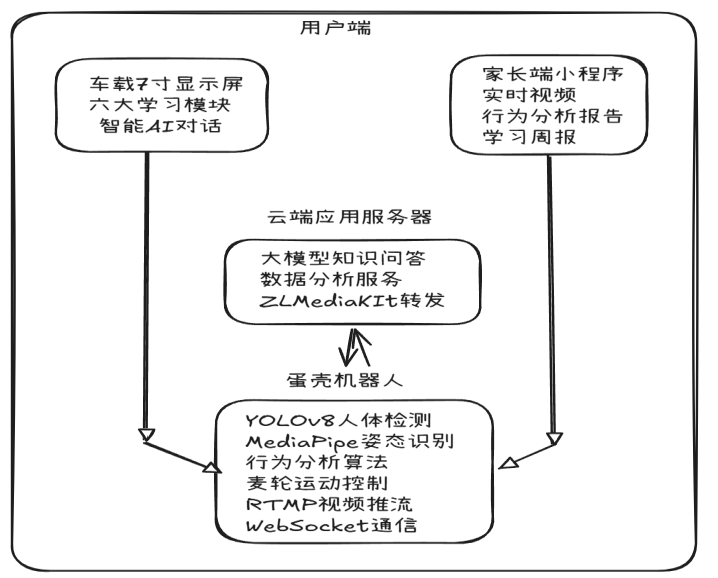 用户端
车载7寸显示屏
六大学习模块
智能AI对话
家长端小程序
实时视频
行为分析报告
学习周报
云端应用服务器
大模型知识问答
数据分析服务
ZLMediaKIt转发
蛋壳机器人
YOLOv8人体检测
MediaPipe姿态识别
行为分析算法
麦轮运动控制
RTMP视频推流
WebSocket通信